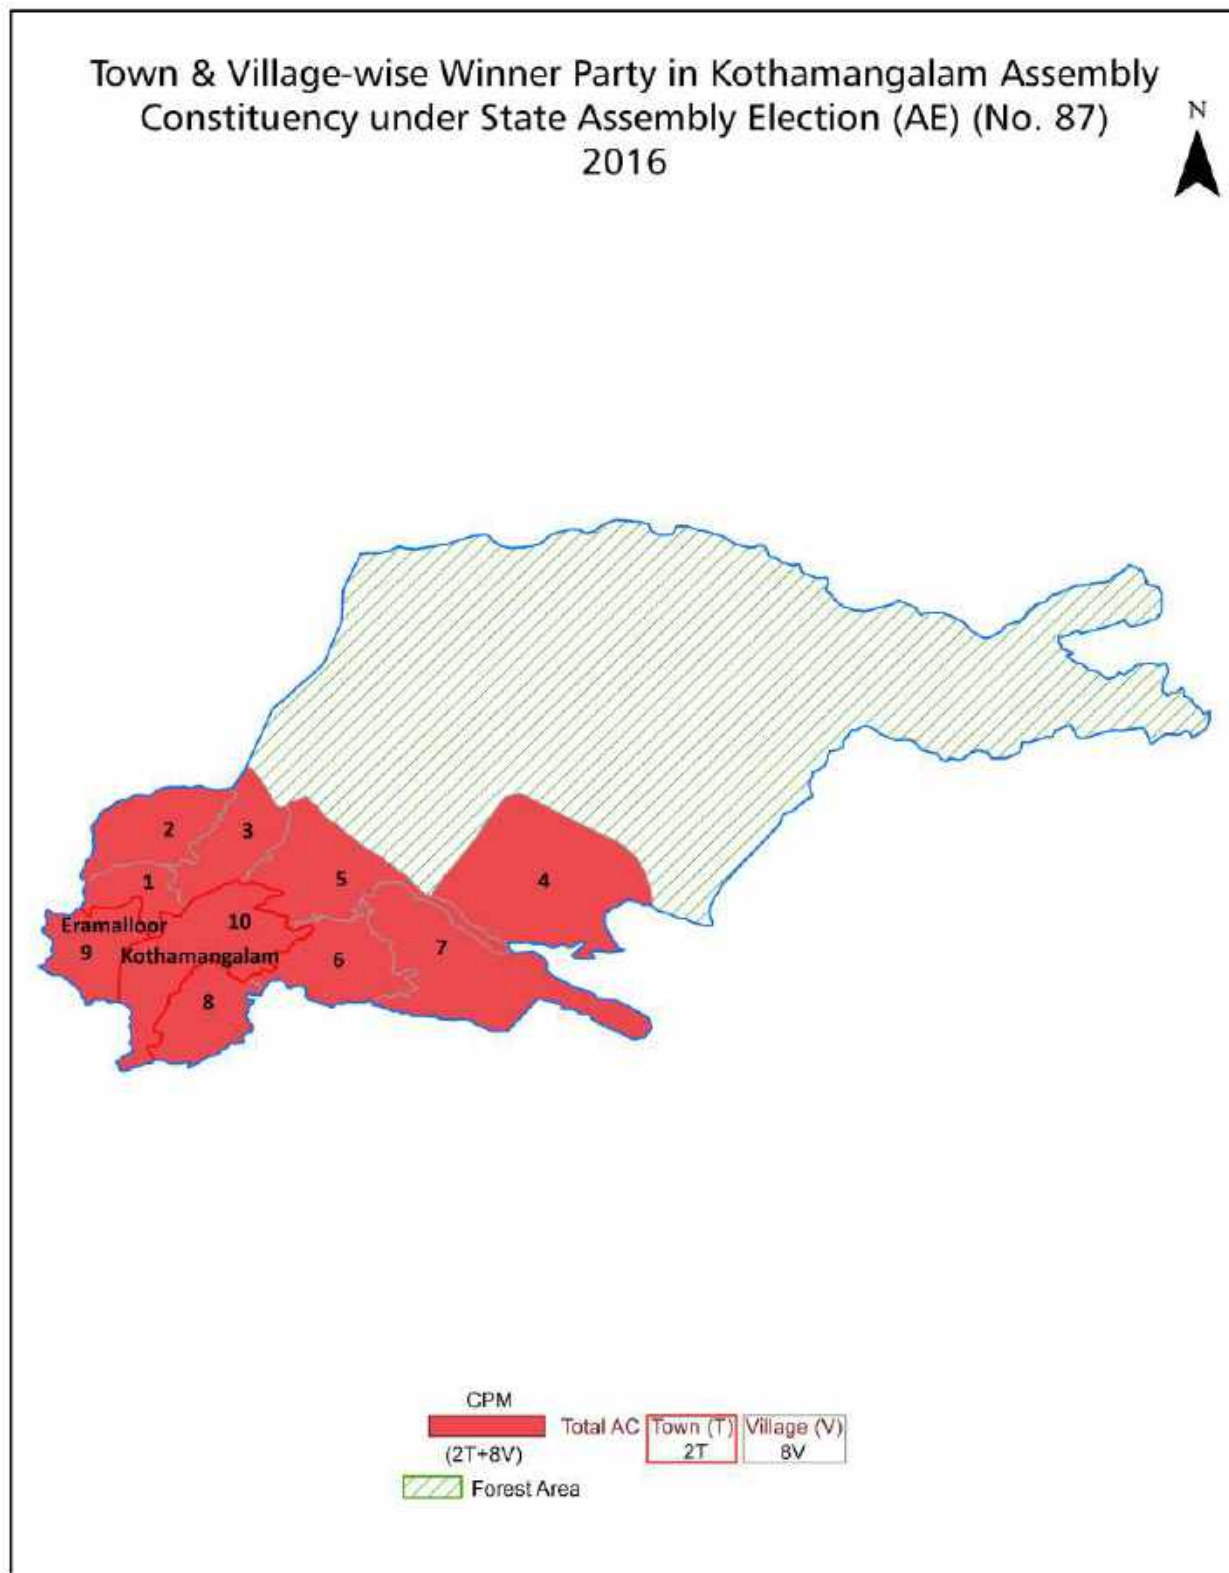 Town & Village-wise Winner Party in Kothamangalam Assembly
Constituency under State Assembly Election (AE) (No. 87)
2016
N
2
3
1
5
4
Eramalloor
10
9
Kothamangalam
6
7
8
CPM
Total AC
Town (T)
Village (V)
(2T+8V)
2T
8V
Forest Area